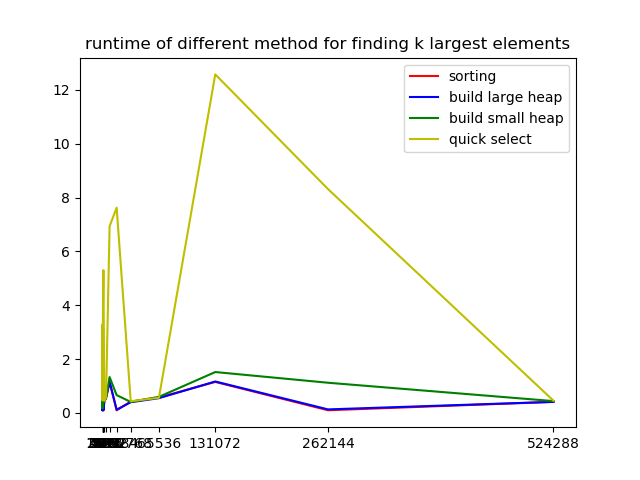 runtime of different method for finding k largest elements
sorting
build large heap
build small heap
quick select
12
10
8
6
4
2
0
65536 131072 262144 524288